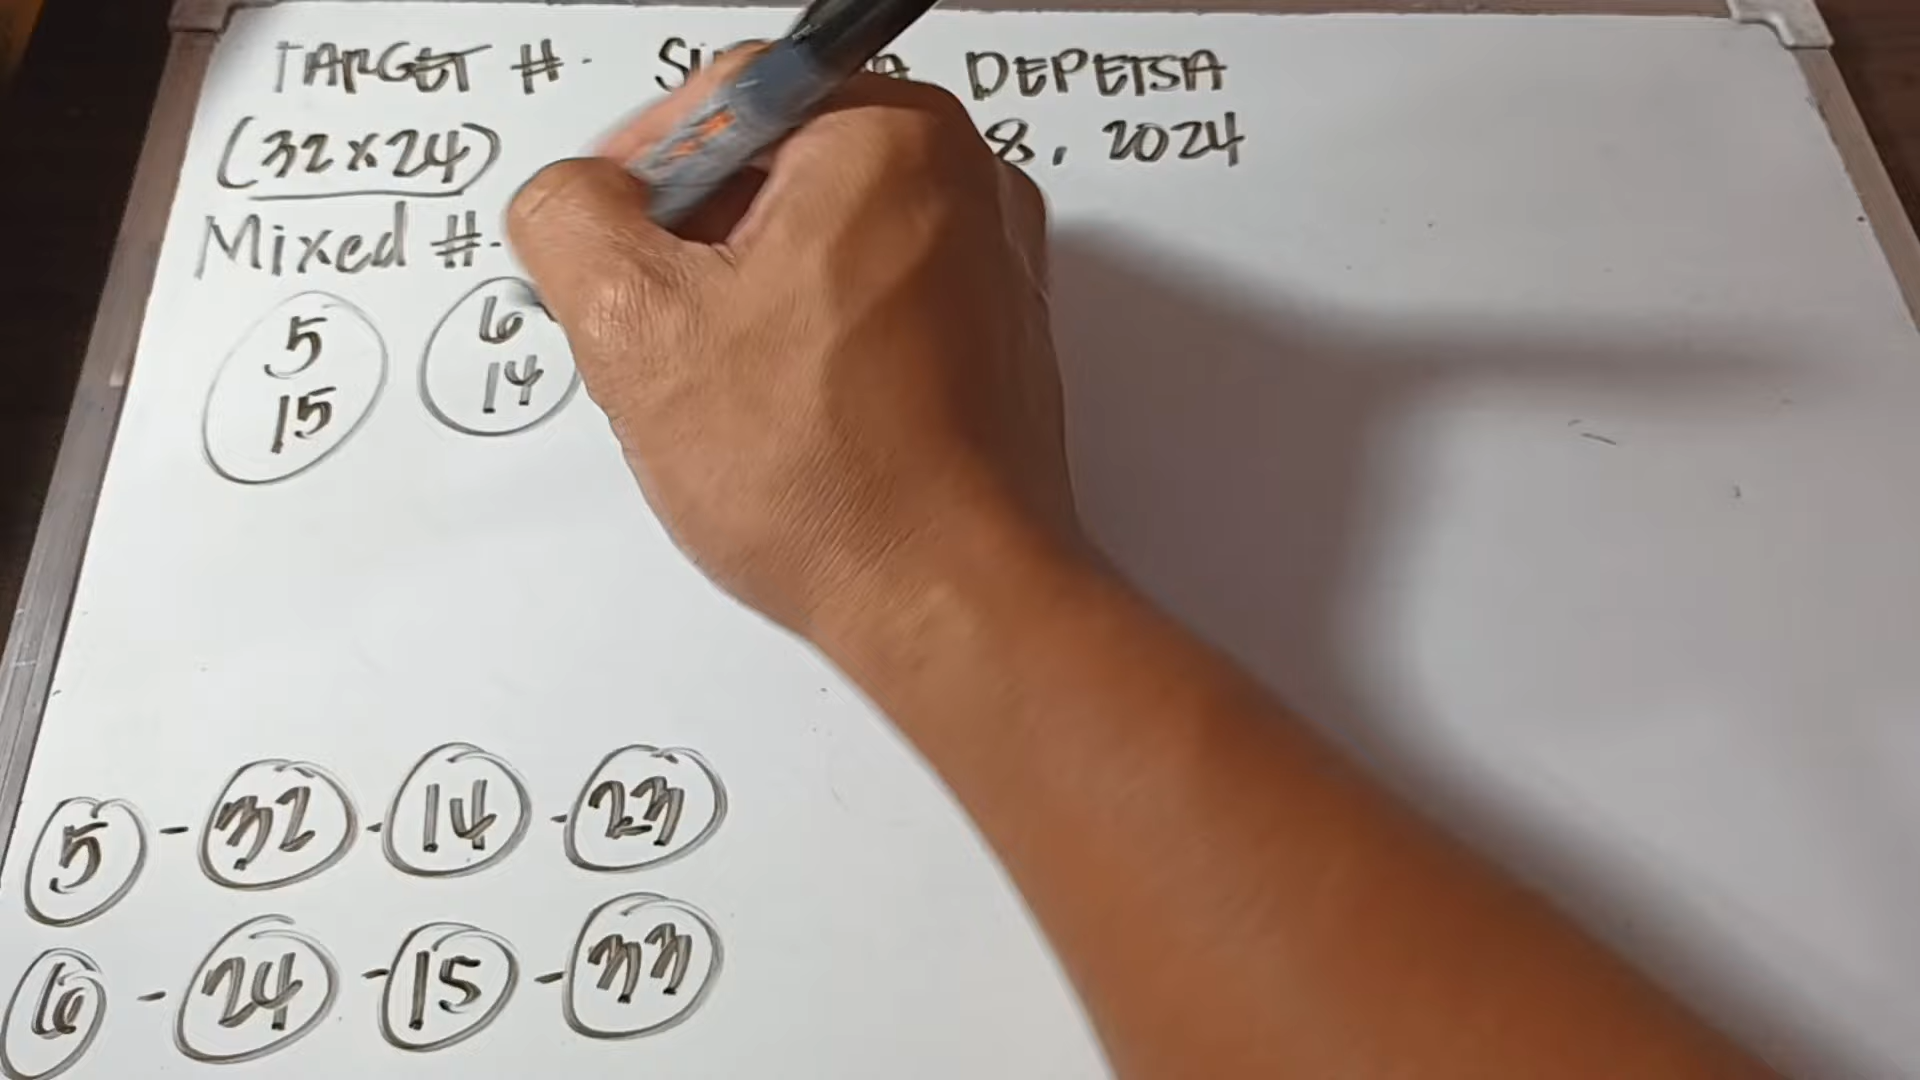 TARGET #. DEPETSA
(32x24) 8, 2024
Mixed #.
5 6
15 14
5 - 32 - 14 - 23
6 - 24 - 15 - 33